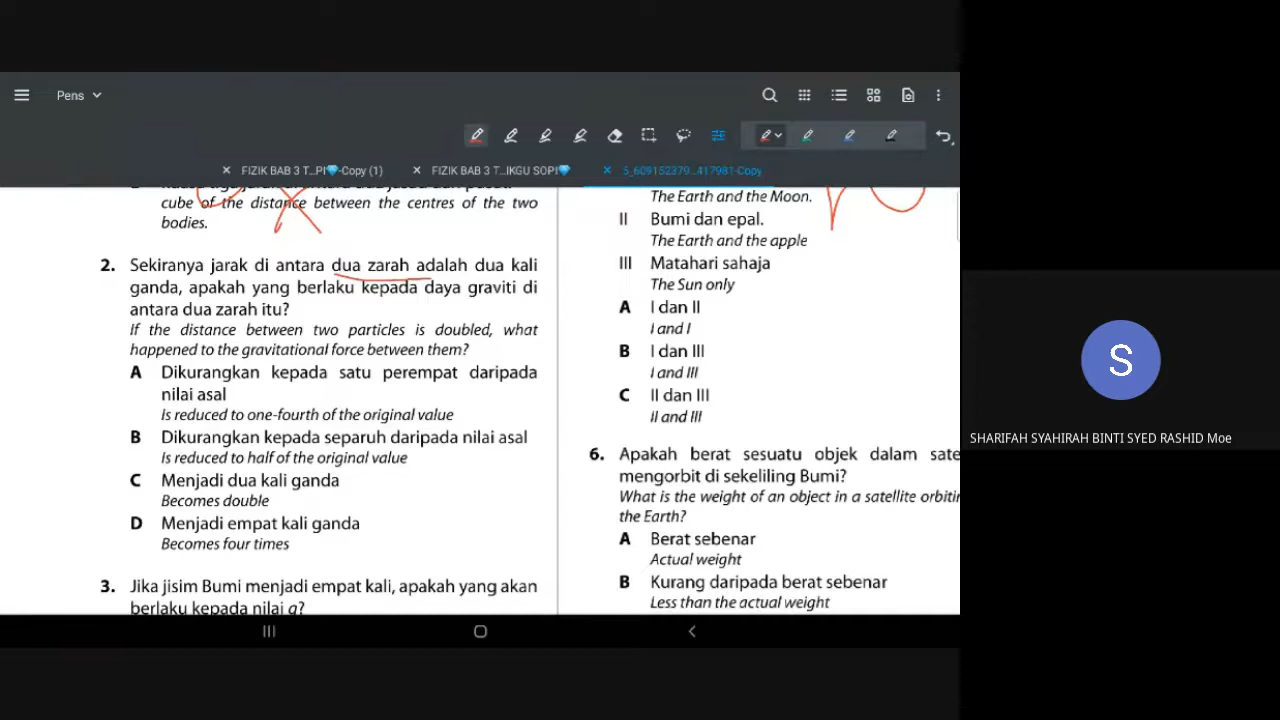 Pens
FIZIK BAB 3 T...PI💎-Copy (1)
FIZIK BAB 3 T...IKGU SOPI💎
5_609152379...417981-Copy
cube of the distance between the centres of the two
bodies.
2. Sekiranya jarak di antara dua zarah adalah dua kali
ganda, apakah yang berlaku kepada daya graviti di
antara dua zarah itu?
If the distance between two particles is doubled, what
happened to the gravitational force between them?
A Dikurangkan kepada satu perempat daripada
nilai asal
Is reduced to one-fourth of the original value
B Dikurangkan kepada separuh daripada nilai asal
Is reduced to half of the original value
C Menjadi dua kali ganda
Becomes double
D Menjadi empat kali ganda
Becomes four times
3. Jika jisim Bumi menjadi empat kali, apakah yang akan
berlaku kepada nilai g?
The Earth and the Moon.
II Bumi dan epal.
The Earth and the apple
III Matahari sahaja
The Sun only
A I dan II
I and I
B I dan III
I and III
C II dan III
II and III
6. Apakah berat sesuatu objek dalam sate
mengorbit di sekeliling Bumi?
What is the weight of an object in a satellite orbitin
the Earth?
A Berat sebenar
Actual weight
B Kurang daripada berat sebenar
Less than the actual weight
S
SHARIFAH SYAHIRAH BINTI SYED RASHID Moe